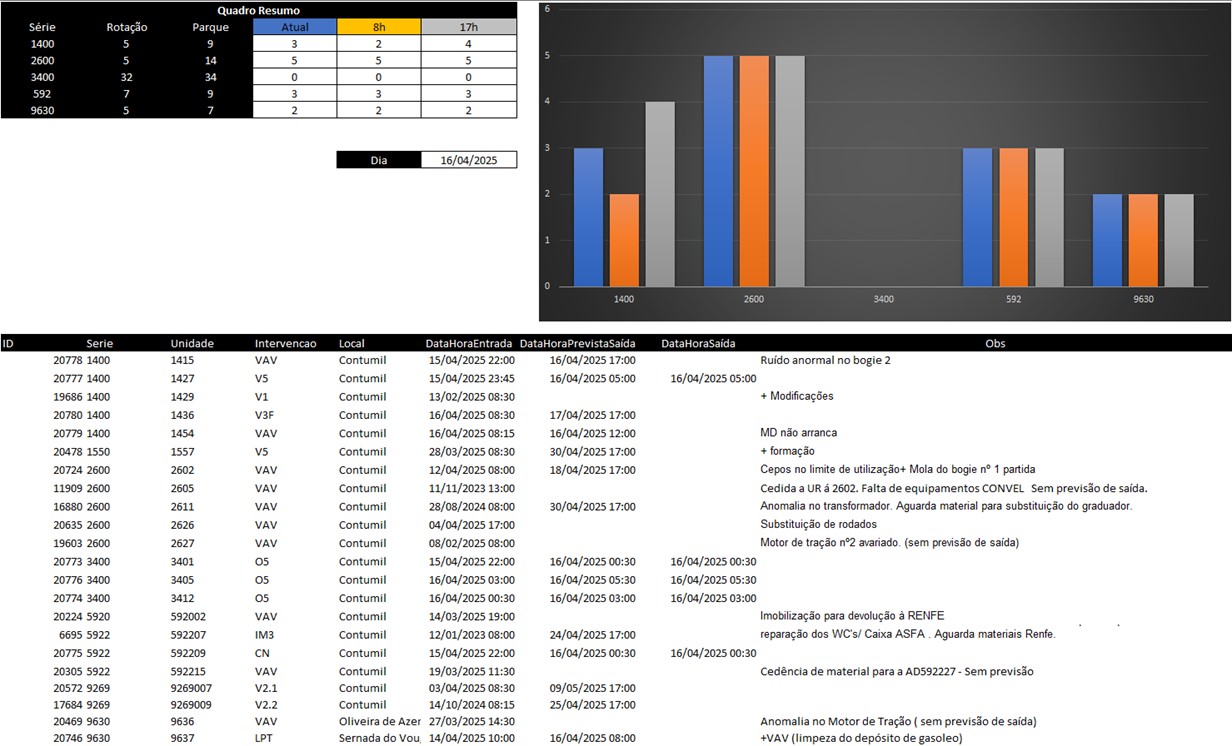 Quadro Resumo
Série Rotação Parque Atual 8h 17h
1400 5 9 3 2 4
2600 5 14 5 5 5
3400 32 34 0 0 0
592 7 9 3 3 3
9630 5 7 2 2 2
Dia 16/04/2025
6
5
4
3
2
1
0
1400 2600 3400 592 9630
ID Serie Unidade Intervencao Local DataHoraEntrada DataHoraPrevistaSaída DataHoraSaída Obs
20778 1400 1415 VAV Contumil 15/04/2025 22:00 16/04/2025 17:00 Ruído anormal no bogie 2
20777 1400 1427 V5 Contumil 15/04/2025 23:45 16/04/2025 05:00 16/04/2025 05:00
19686 1400 1429 V1 Contumil 13/02/2025 08:30 + Modificações
20780 1400 1436 V3F Contumil 16/04/2025 08:30 17/04/2025 17:00
20779 1400 1454 VAV Contumil 16/04/2025 08:15 16/04/2025 12:00 MD não arranca
20478 1550 1557 V5 Contumil 28/03/2025 08:30 30/04/2025 17:00 + formação
20724 2600 2602 VAV Contumil 12/04/2025 08:00 18/04/2025 17:00 Cepos no limite de utilização+ Mola do bogie nº 1 partida
11909 2600 2605 VAV Contumil 11/11/2023 13:00 Cedida a UR á 2602. Falta de equipamentos CONVEL Sem previsão de saída.
16880 2600 2611 VAV Contumil 28/08/2024 08:00 30/04/2025 17:00 Anomalia no transformador. Aguarda material para substituição do graduador.
20635 2600 2626 VAV Contumil 04/04/2025 17:00 Substituição de rodados
19603 2600 2627 VAV Contumil 08/02/2025 08:00 Motor de tração nº2 avariado. (sem previsão de saída)
20773 3400 3401 O5 Contumil 15/04/2025 22:00 16/04/2025 00:30 16/04/2025 00:30
20776 3400 3405 O5 Contumil 16/04/2025 03:00 16/04/2025 05:30 16/04/2025 05:30
20774 3400 3412 O5 Contumil 16/04/2025 00:30 16/04/2025 03:00 16/04/2025 03:00
20224 5920 592002 VAV Contumil 14/03/2025 19:00 Imobilização para devolução à RENFE
6695 5922 592207 IM3 Contumil 12/01/2023 08:00 24/04/2025 17:00 reparação dos WC's/ Caixa ASFA . Aguarda materiais Renfe.
20775 5922 592209 CN Contumil 15/04/2025 22:00 16/04/2025 00:30 16/04/2025 00:30
20305 5922 592215 VAV Contumil 19/03/2025 11:30 Cedência de material para a AD592227 - Sem previsão
20572 9269 9269007 V2.1 Contumil 03/04/2025 08:30 09/05/2025 17:00
17684 9269 9269009 V2.2 Contumil 14/10/2024 08:15 25/04/2025 17:00
20469 9630 9636 VAV Oliveira de Azer 27/03/2025 14:30 Anomalia no Motor de Tração ( sem previsão de saída)
20746 9630 9637 LPT Sernada do Vou 14/04/2025 10:00 16/04/2025 08:00 +VAV (limpeza do depósito de gasoleo)